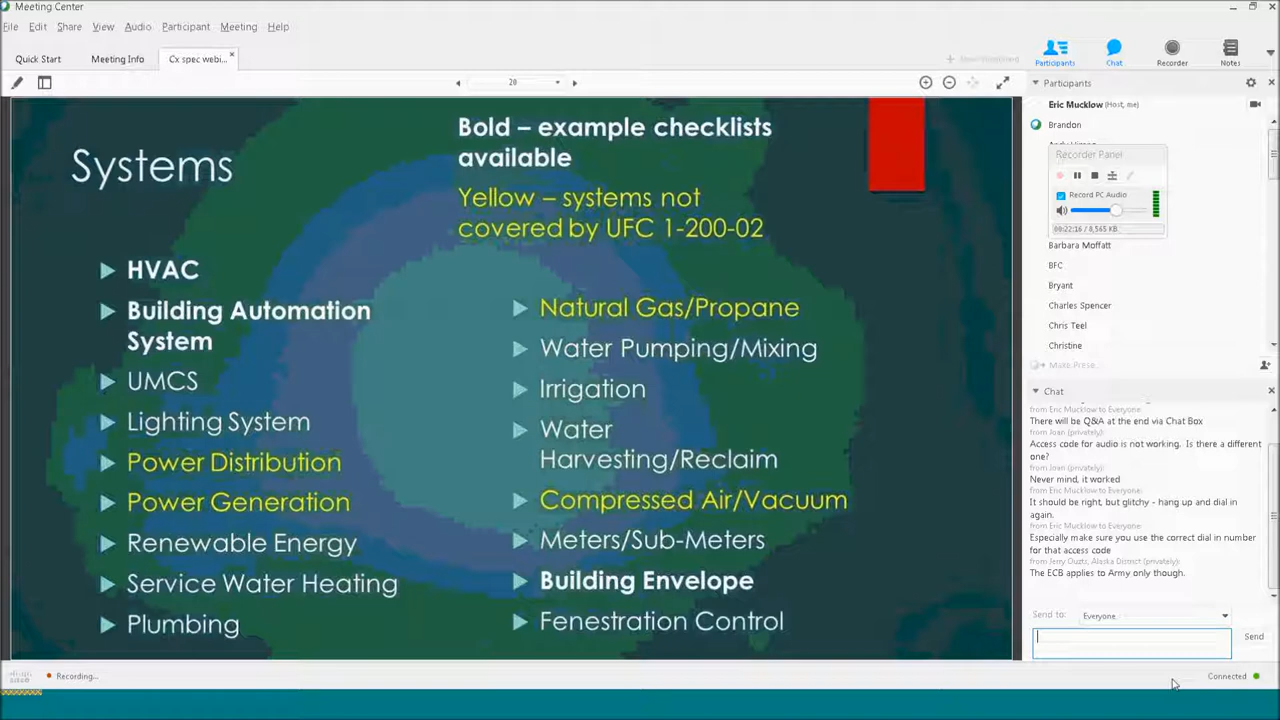 Meeting Center
File Edit Share View Audio Participant Meeting Help
Quick Start Meeting Info Cx spec webi...
Participants Chat Recorder Notes
20
Systems
Bold – example checklists
available
Yellow – systems not
covered by UFC 1-200-02
HVAC
Building Automation
System
UMCS
Lighting System
Power Distribution
Power Generation
Renewable Energy
Service Water Heating
Plumbing
Natural Gas/Propane
Water Pumping/Mixing
Irrigation
Water
Harvesting/Reclaim
Compressed Air/Vacuum
Meters/Sub-Meters
Building Envelope
Fenestration Control
Participants
Eric Mucklow (Host, me)
Brandon
Recorder Panel
Record PC Audio
00:22:16 / 8,565 KB
Barbara Moffatt
BFC
Bryant
Charles Spencer
Chris Teel
Christine
Make Prese...
Chat
from Eric Mucklow to Everyone:
There will be Q&A at the end via Chat Box
from Joan (privately):
Access code for audio is not working. Is there a different
one?
from Joan (privately):
Never mind, it worked
from Eric Mucklow to Everyone:
It should be right, but glitchy - hang up and dial in
again.
from Eric Mucklow to Everyone:
Especially make sure you use the correct dial in number
for that access code
from Jerry Ouzts, Alaska District (privately):
The ECB applies to Army only though.
Send to: Everyone
Send
Recording...
Connected